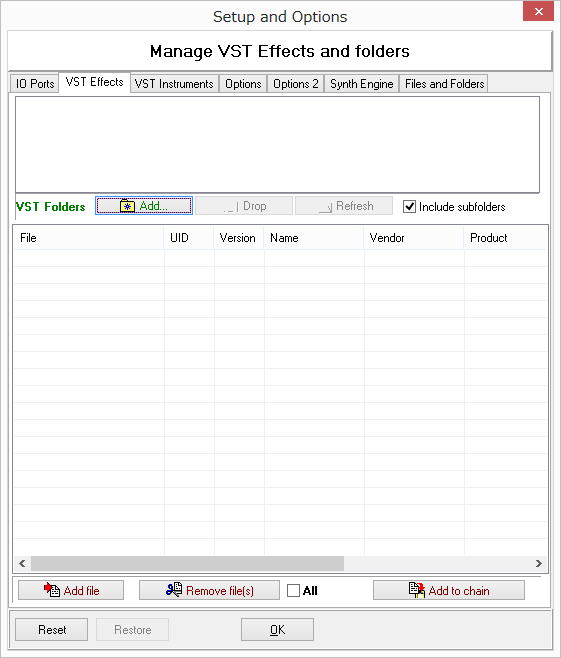 Setup and Options
Manage VST Effects and folders
IO Ports VST Effects VST Instruments Options Options 2 Synth Engine Files and Folders
VST Folders Add... Drop Refresh Include subfolders
File UID Version Name Vendor Product
Add file Remove file(s) All Add to chain
Reset Restore OK